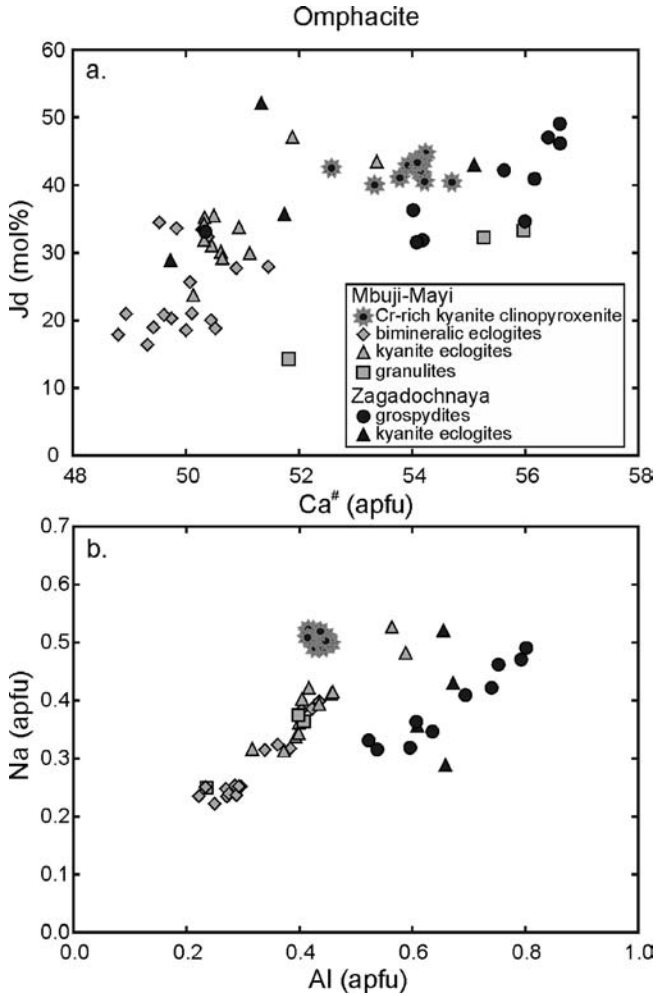 Omphacite
a.
60
50
40
30
20
10
0
Jd (mol%)
Mbuji-Mayi
Cr-rich kyanite clinopyroxenite
bimineralic eclogites
kyanite eclogites
granulites
Zagadochnaya
grospydites
kyanite eclogites
48 50 52 54 56 58
Ca# (apfu)
b.
0.7
0.6
0.5
0.4
0.3
0.2
0.1
0.0
Na (apfu)
0.0 0.2 0.4 0.6 0.8 1.0
Al (apfu)